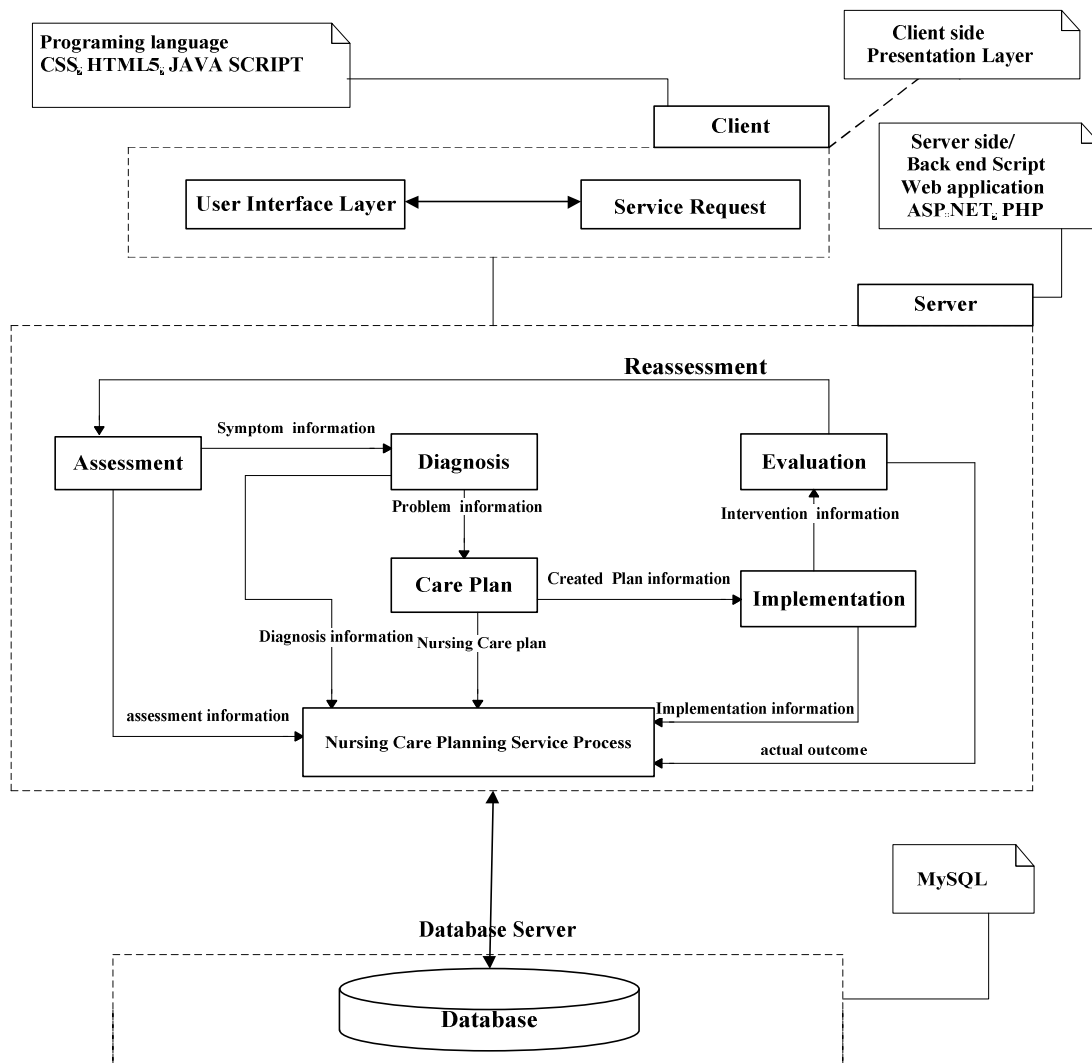 Programing language
CSS, HTML5, JAVA SCRIPT
Client side
Presentation Layer
Client
Server side/
Back end Script
Web application
ASP.NET, PHP
User Interface Layer
Service Request
Server
Reassessment
Symptom information
Assessment
Diagnosis
Evaluation
Problem information
Intervention information
Care Plan
Created Plan information
Implementation
Diagnosis information
Nursing Care plan
assessment information
Implementation information
Nursing Care Planning Service Process
actual outcome
MySQL
Database Server
Database